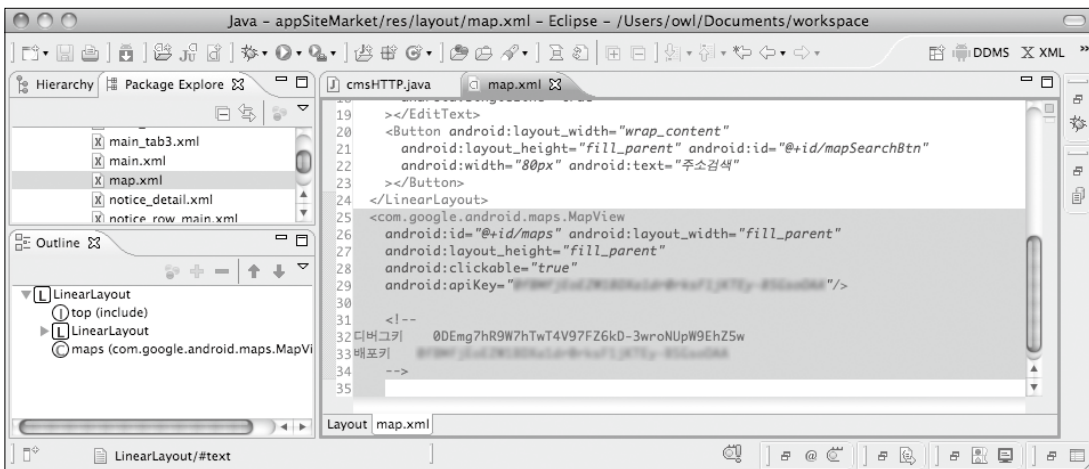 Java – appSiteMarket/res/layout/map.xml – Eclipse – /Users/owl/Documents/workspace
DDMS XML »
Hierarchy Package Explore
main_tab3.xml
main.xml
map.xml
notice_detail.xml
notice_row_main.xml
Outline
LinearLayout
top (include)
LinearLayout
maps (com.google.android.maps.MapVi
cmsHTTP.java map.xml
19 ></EditText>
20 <Button android:layout_width="wrap_content"
21 android:layout_height="fill_parent" android:id="@+id/mapSearchBtn"
22 android:width="80px" android:text="주소검색"
23 ></Button>
24 </LinearLayout>
25 <com.google.android.maps.MapView
26 android:id="@+id/maps" android:layout_width="fill_parent"
27 android:layout_height="fill_parent"
28 android:clickable="true"
29 android:apiKey=" "/>
30
31 <!--
32 디버그키 0DEmg7hR9W7hTwT4V97FZ6kD-3wroNUpW9EhZ5w
33 배포키
34 -->
35
Layout map.xml
LinearLayout/#text